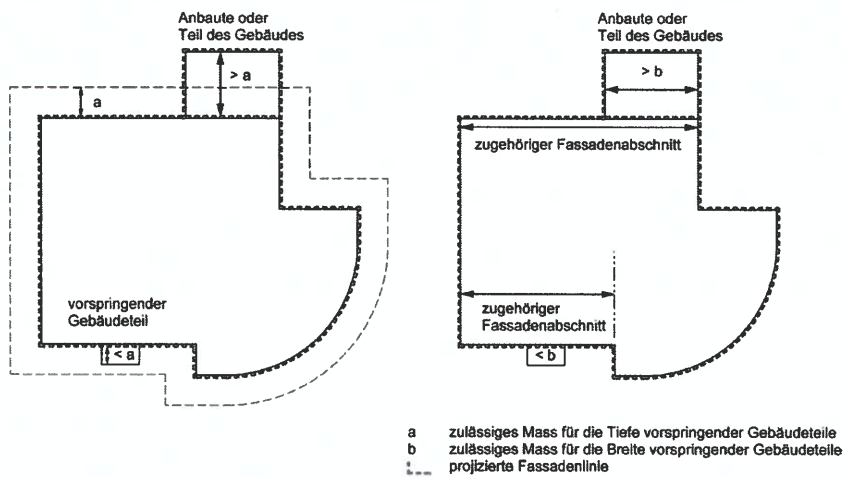 Anbaute oder
Teil des Gebäudes
> a
a
vorspringender
Gebäudeteil
< a
Anbaute oder
Teil des Gebäudes
> b
zugehöriger Fassadenabschnitt
zugehöriger
Fassadenabschnitt
< b
a zulässiges Mass für die Tiefe vorspringender Gebäudeteile
b zulässiges Mass für die Breite vorspringender Gebäudeteile
projizierte Fassadenlinie